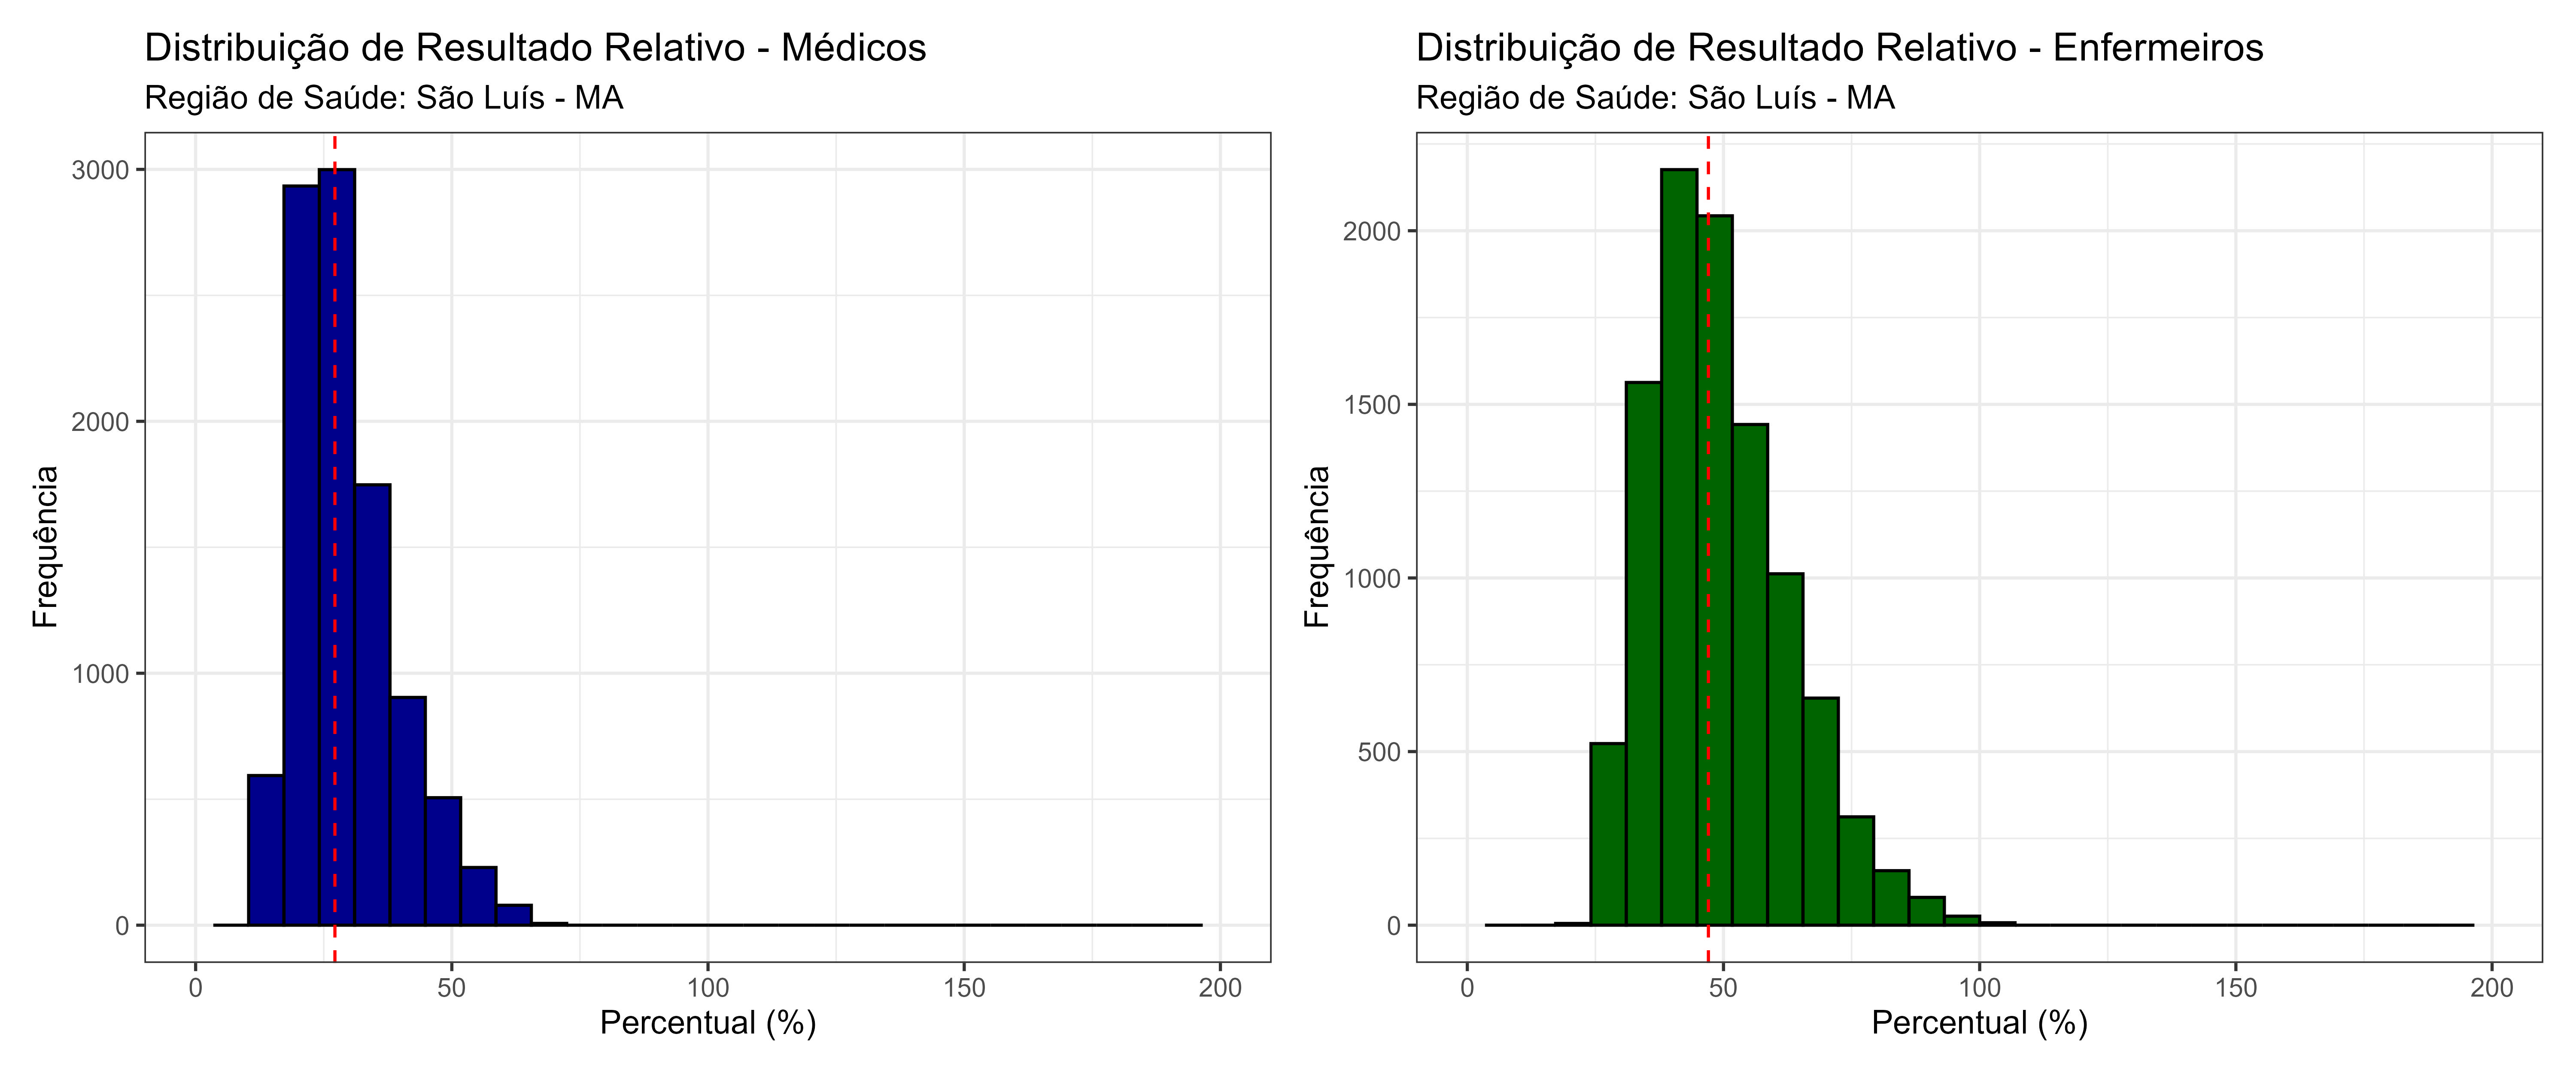 Distribuição de Resultado Relativo - Médicos
Região de Saúde: São Luís - MA
3000
2000
1000
0
Frequência
0 50 100 150 200
Percentual (%)
Distribuição de Resultado Relativo - Enfermeiros
Região de Saúde: São Luís - MA
2000
1500
1000
500
0
Frequência
0 50 100 150 200
Percentual (%)